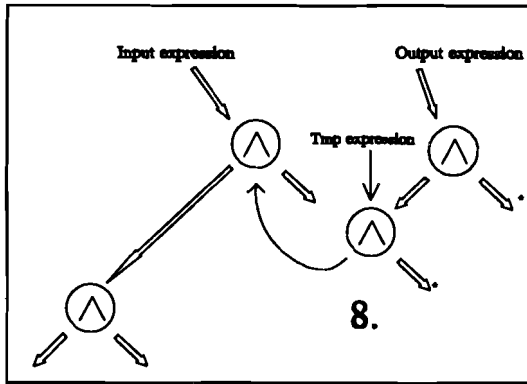 Input expression
Output expression
Tmp expression
∧
∧
∧
∧
8.